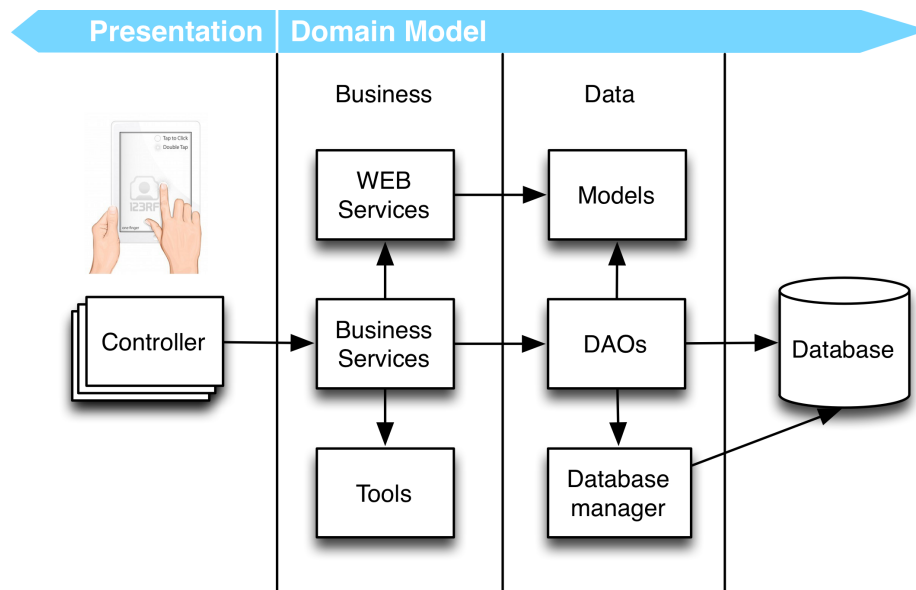 Presentation
Domain Model
Business
Data
Tap to Click
Double Tap
123RF
WEB
Services
Models
Controller
Business
Services
DAOs
Database
Tools
Database
manager